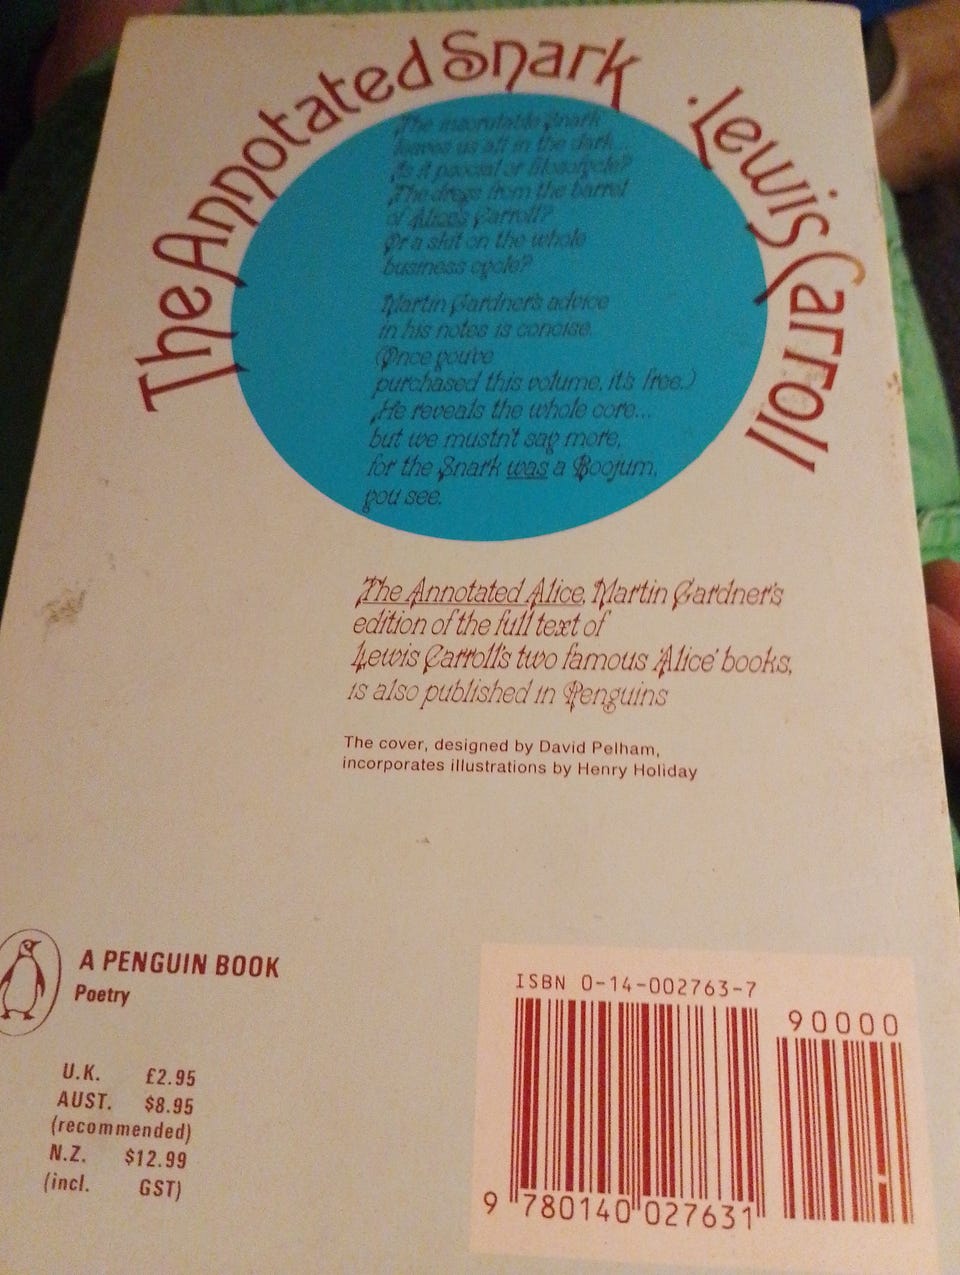 The Annotated Snark · Lewis Carroll
The inscrutable Snark
leaves us all in the dark...
Is it
The dregs from the barrel
of Alice's Carroll?
Or a skit on the whole
business cycle?
Martin Gardner's advice
in his notes is concise.
(Once you've
purchased this volume, it's free.)
He reveals the whole core...
but we mustn't say more,
for the Snark was a Boojum,
you see.
The Annotated Alice, Martin Gardner's
edition of the full text of
Lewis Carroll's two famous 'Alice' books,
is also published in Penguins
The cover, designed by David Pelham,
incorporates illustrations by Henry Holiday
A PENGUIN BOOK
Poetry
U.K. £2.95
AUST. $8.95
(recommended)
N.Z. $12.99
(incl. GST)
ISBN 0-14-002763-7
90000
9 780140 027631